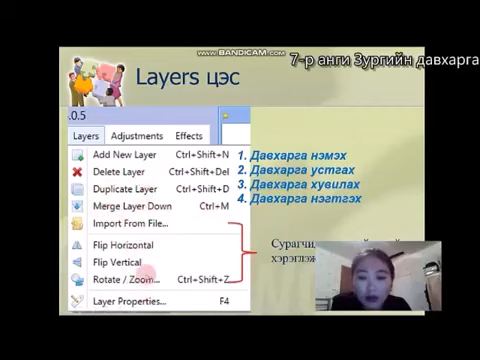 www.BANDICAM.com
7-р анги Зургийн давхарга
Layers цэс
.0.5
Layers Adjustments Effects
Add New Layer Ctrl+Shift+N
Delete Layer Ctrl+Shift+Del
Duplicate Layer Ctrl+Shift+D
Merge Layer Down Ctrl+M
Import From File...
Flip Horizontal
Flip Vertical
Rotate / Zoom... Ctrl+Shift+Z
Layer Properties... F4
1. Давхарга нэмэх
2. Давхарга устгах
3. Давхарга хувилах
4. Давхарга нэгтгэх